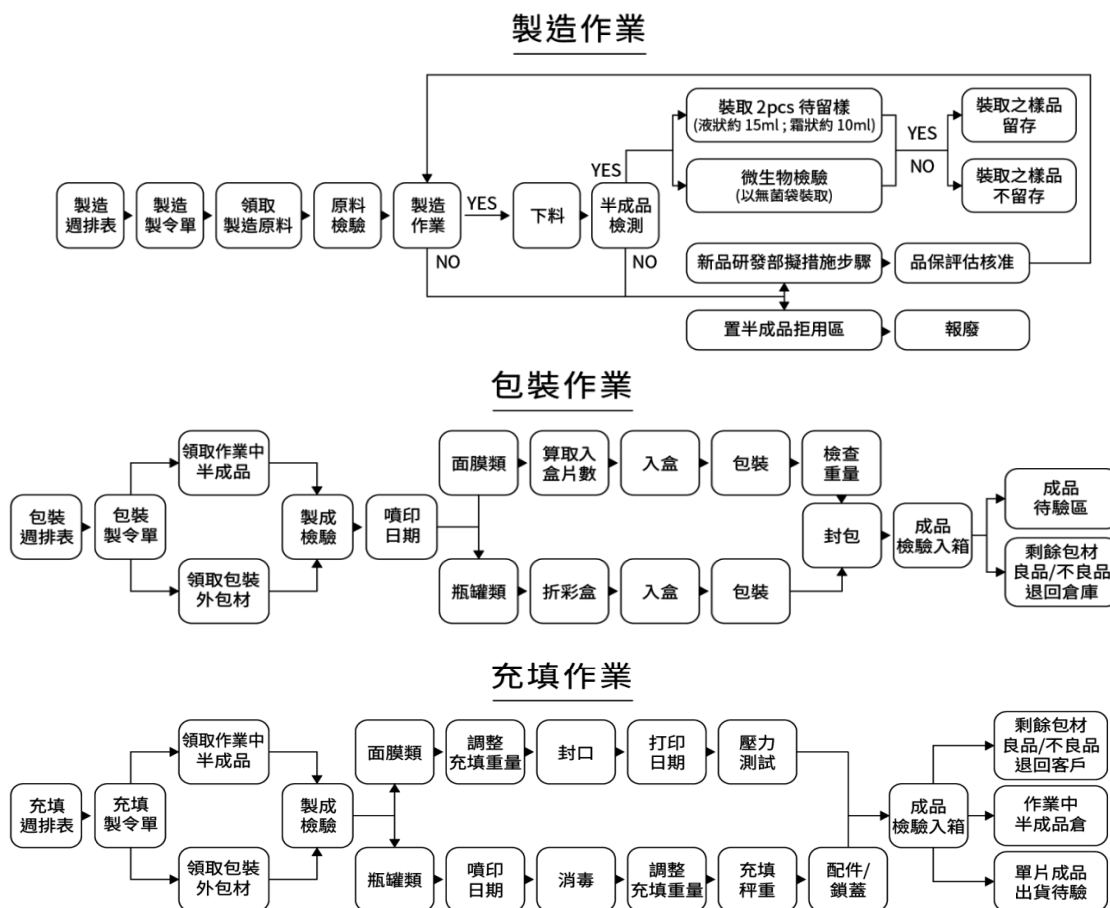 製造作業
製造
週排表
製造
製令單
領取
製造原料
原料
檢驗
製造
作業
YES
NO
下料
半成品
檢測
YES
NO
裝取 2pcs 待留樣
(液狀約 15ml ; 霜狀約 10ml)
微生物檢驗
(以無菌袋裝取)
YES
NO
裝取之樣品
留存
裝取之樣品
不留存
新品研發部擬措施步驟
品保評估核准
置半成品拒用區
報廢
包裝作業
包裝
週排表
包裝
製令單
領取作業中
半成品
領取包裝
外包材
製成
檢驗
噴印
日期
面膜類
算取入
盒片數
入盒
包裝
檢查
重量
瓶罐類
折彩盒
入盒
包裝
封包
成品
檢驗入箱
成品
待驗區
剩餘包材
良品/不良品
退回倉庫
充填作業
充填
週排表
充填
製令單
領取作業中
半成品
領取包裝
外包材
製成
檢驗
面膜類
調整
充填重量
封口
打印
日期
壓力
測試
瓶罐類
噴印
日期
消毒
調整
充填重量
充填
秤重
配件/
鎖蓋
成品
檢驗入箱
剩餘包材
良品/不良品
退回客戶
作業中
半成品倉
單片成品
出貨待驗